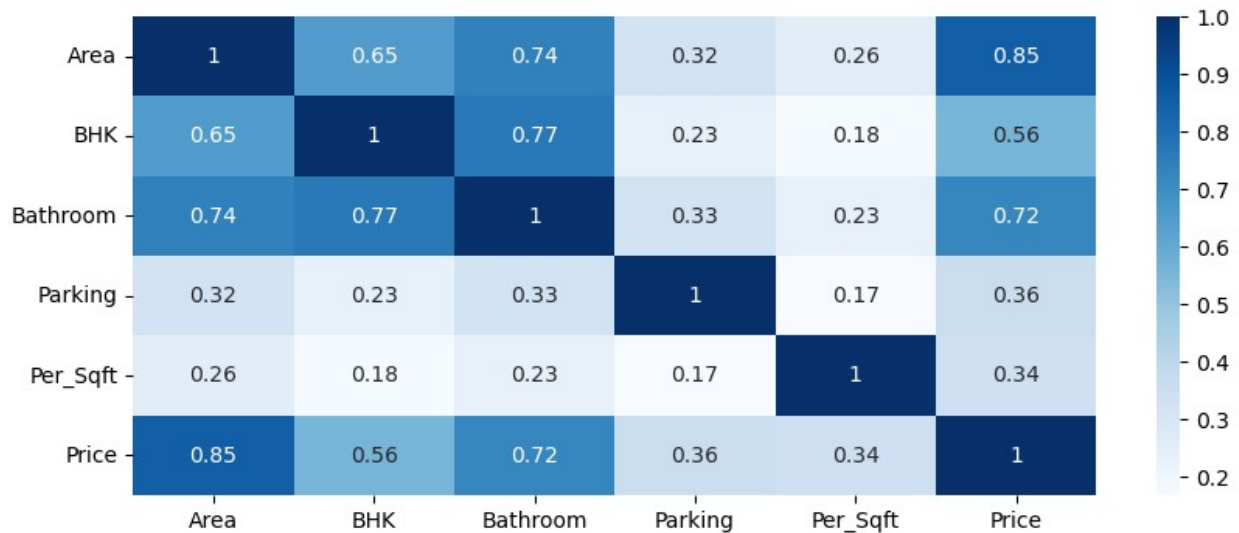 Area 1 0.65 0.74 0.32 0.26 0.85
BHK 0.65 1 0.77 0.23 0.18 0.56
Bathroom 0.74 0.77 1 0.33 0.23 0.72
Parking 0.32 0.23 0.33 1 0.17 0.36
Per_Sqft 0.26 0.18 0.23 0.17 1 0.34
Price 0.85 0.56 0.72 0.36 0.34 1
Area BHK Bathroom Parking Per_Sqft Price
1.0
0.9
0.8
0.7
0.6
0.5
0.4
0.3
0.2